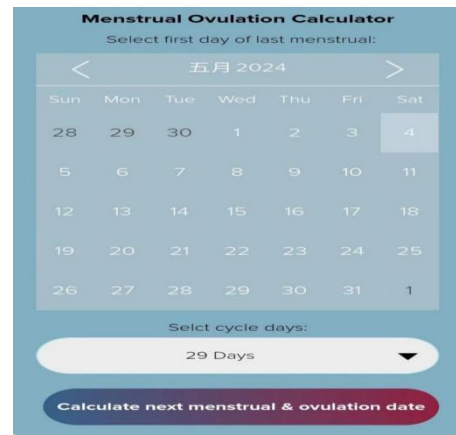 Menstrual Ovulation Calculator
Select first day of last menstrual:
< 五月 2024 >
Sun Mon Tue Wed Thu Fri Sat
28 29 30 1 2 3 4
5 6 7 8 9 10 11
12 13 14 15 16 17 18
19 20 21 22 23 24 25
26 27 28 29 30 31 1
Selct cycle days:
29 Days
Calculate next menstrual & ovulation date